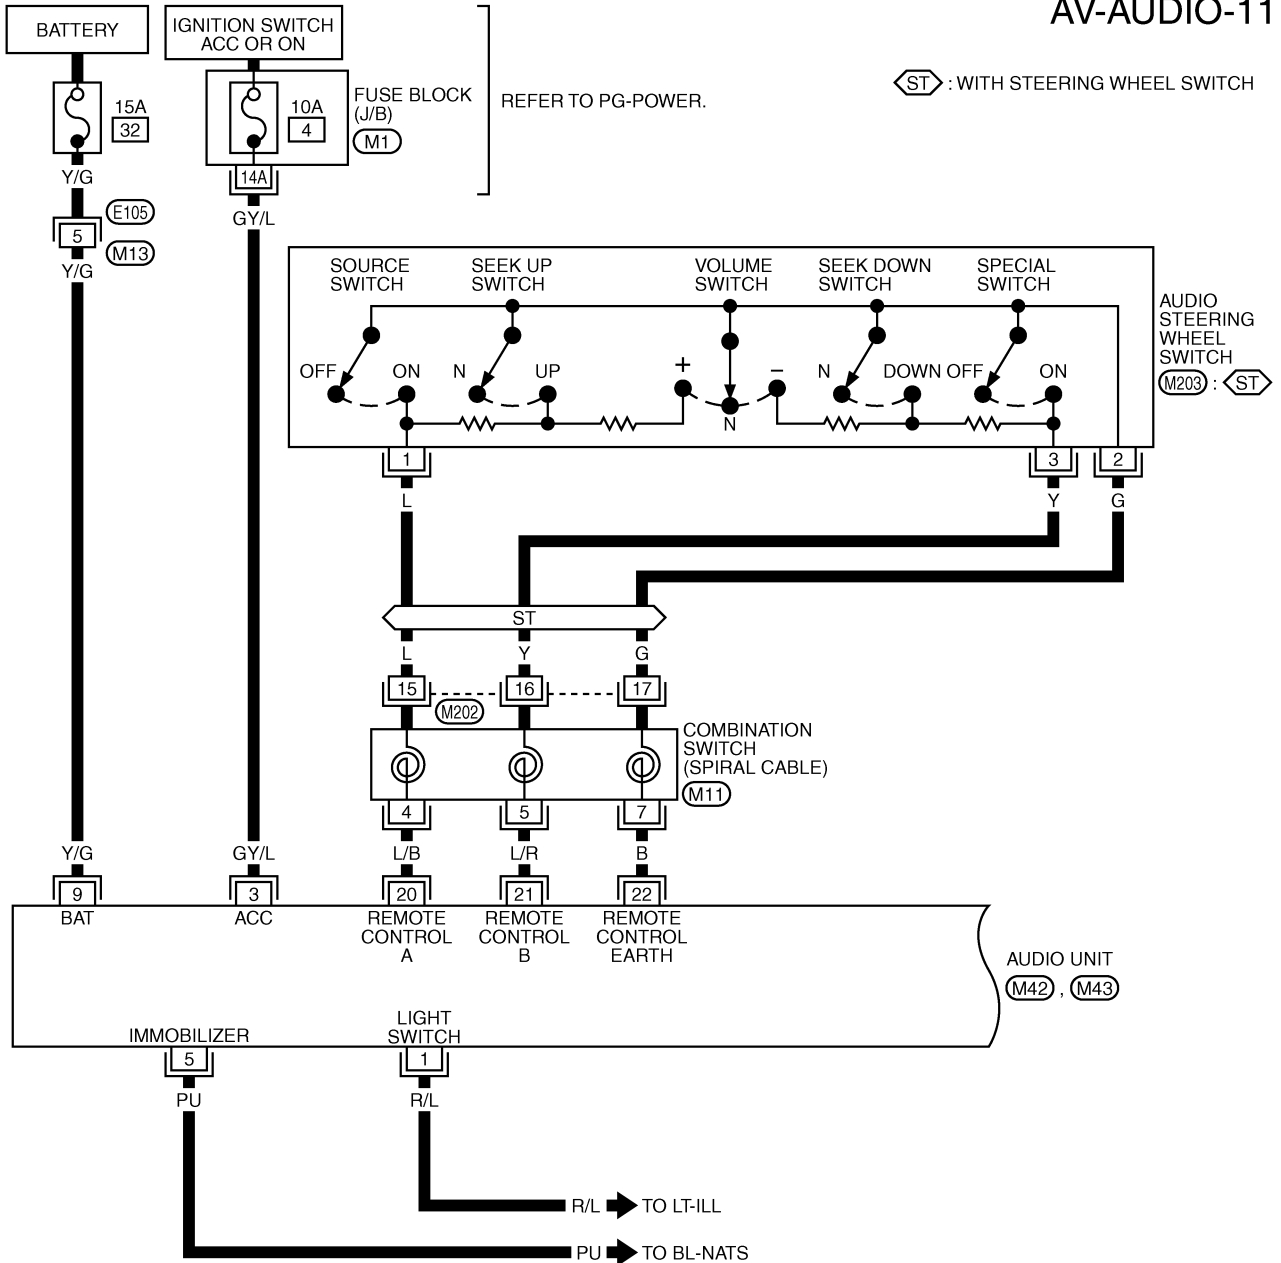 AV-AUDIO-11
BATTERY
IGNITION SWITCH
ACC OR ON
15A
32
10A
4
FUSE BLOCK
(J/B)
M1
REFER TO PG-POWER.
ST : WITH STEERING WHEEL SWITCH
14A
Y/G
GY/L
E105
5
M13
Y/G
SOURCE
SWITCH
SEEK UP
SWITCH
VOLUME
SWITCH
SEEK DOWN
SWITCH
SPECIAL
SWITCH
OFF
ON
N
UP
+
N
−
N
DOWN
OFF
ON
AUDIO
STEERING
WHEEL
SWITCH
M203 : ST
1
3
2
L
Y
G
ST
L
Y
G
15
16
17
M202
COMBINATION
SWITCH
(SPIRAL CABLE)
M11
4
5
7
Y/G
GY/L
L/B
L/R
B
9
3
20
21
22
BAT
ACC
REMOTE
CONTROL
A
REMOTE
CONTROL
B
REMOTE
CONTROL
EARTH
AUDIO UNIT
M42 , M43
IMMOBILIZER
LIGHT
SWITCH
5
1
PU
R/L
R/L
TO LT-ILL
PU
TO BL-NATS